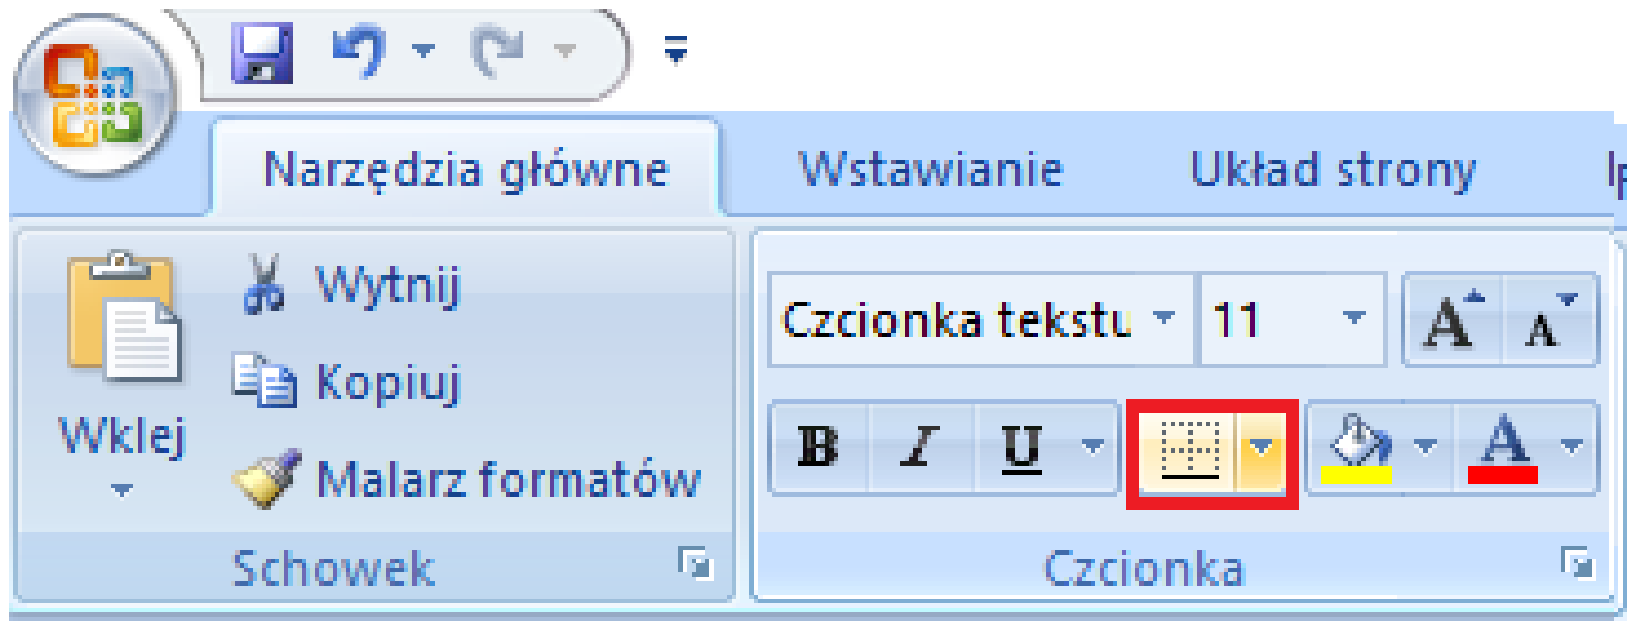 Narzędzia główne Wstawianie Układ strony
Wytnij
Czcionka tekstu 11 A A
Kopiuj
Wklej
B I U A
Malarz formatów
Schowek Czcionka